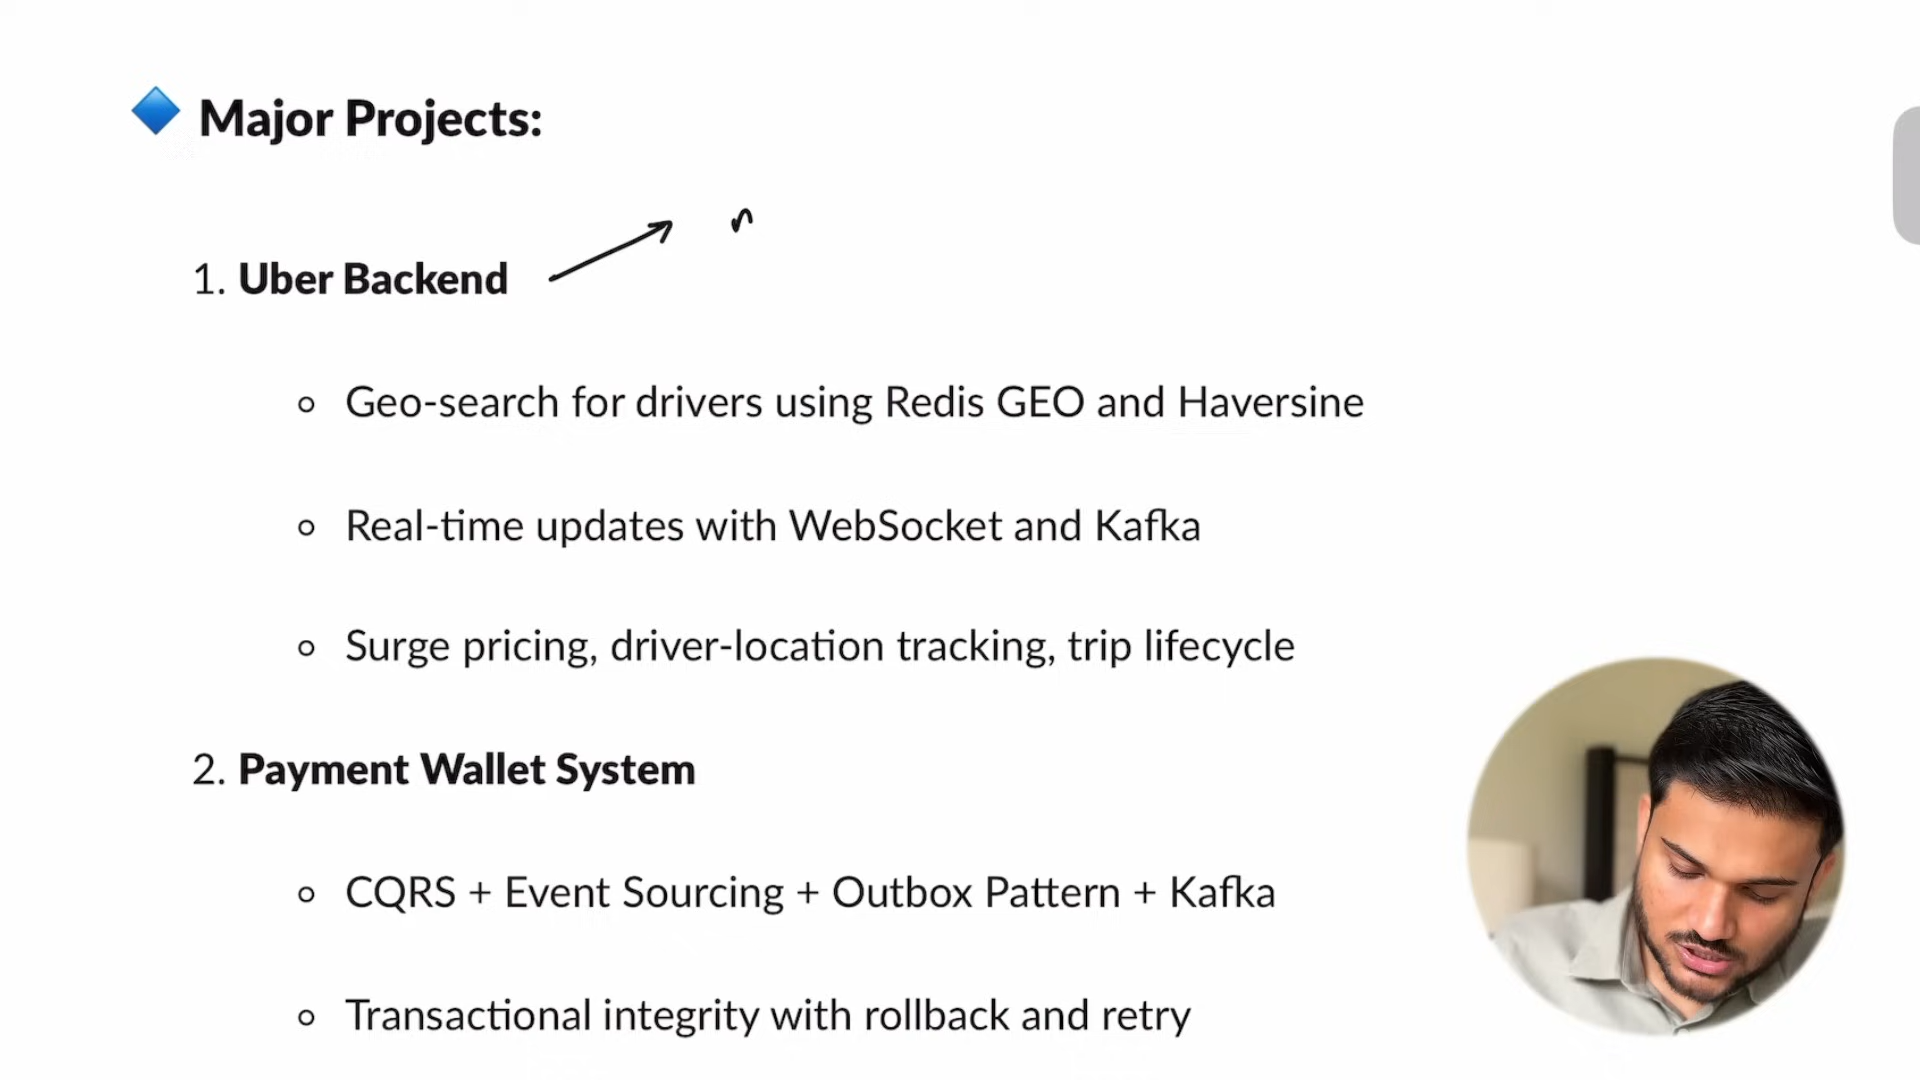 Major Projects:
n
1. Uber Backend
Geo-search for drivers using Redis GEO and Haversine
Real-time updates with WebSocket and Kafka
Surge pricing, driver-location tracking, trip lifecycle
2. Payment Wallet System
CQRS + Event Sourcing + Outbox Pattern + Kafka
Transactional integrity with rollback and retry